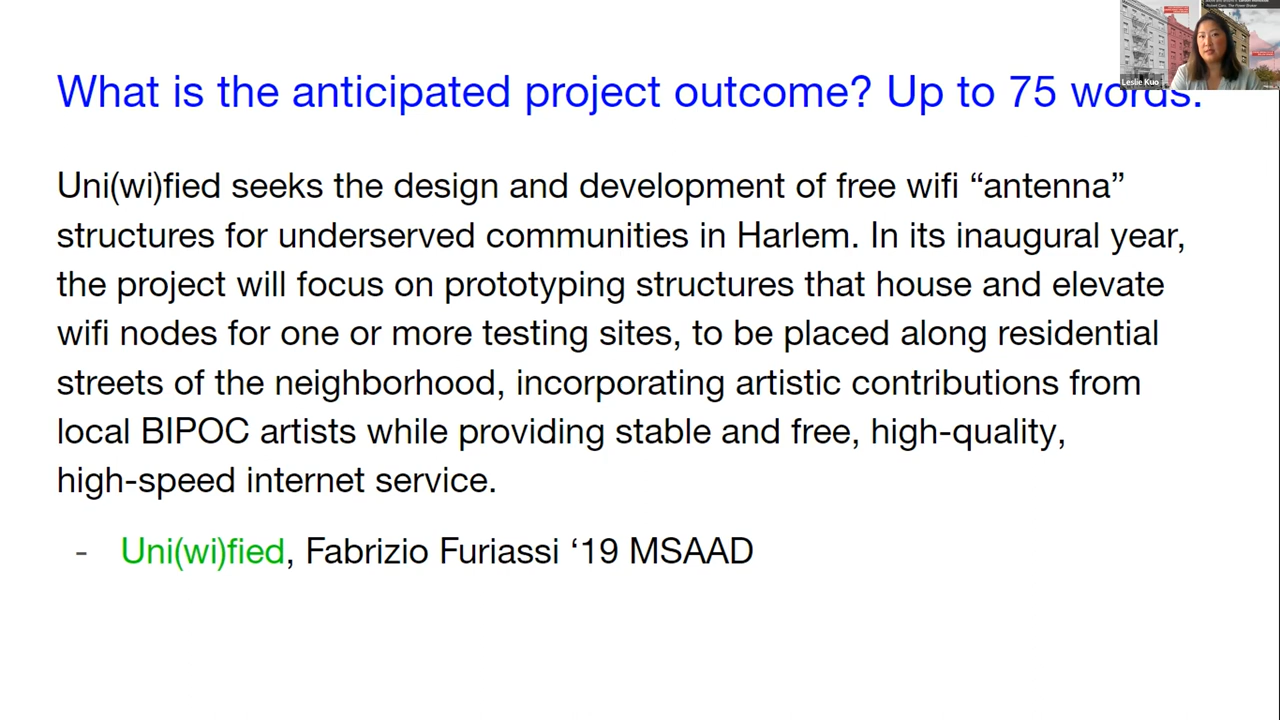 What is the anticipated project outcome? Up to 75 words.
Uni(wi)fied seeks the design and development of free wifi “antenna”
structures for underserved communities in Harlem. In its inaugural year,
the project will focus on prototyping structures that house and elevate
wifi nodes for one or more testing sites, to be placed along residential
streets of the neighborhood, incorporating artistic contributions from
local BIPOC artists while providing stable and free, high-quality,
high-speed internet service.
- Uni(wi)fied, Fabrizio Furiassi ‘19 MSAAD
Leslie Kuo